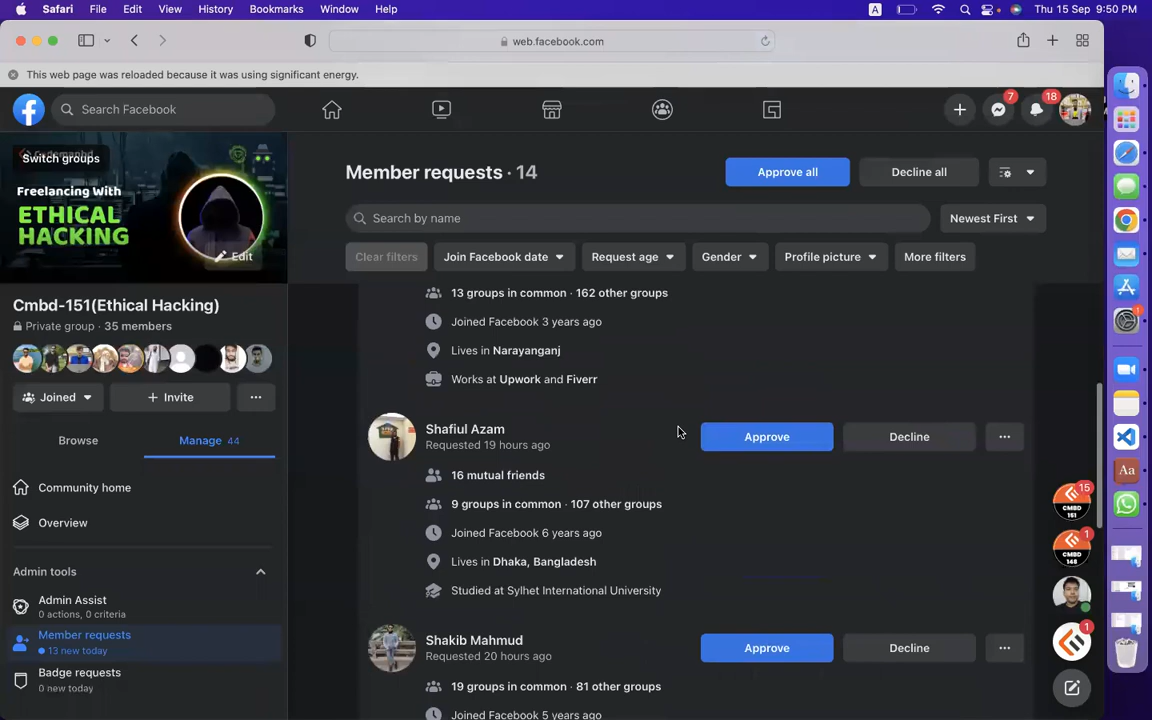 Safari File Edit View History Bookmarks Window Help A Thu 15 Sep 9:50 PM
web.facebook.com
This web page was reloaded because it was using significant energy.
Search Facebook
7
18
Switch groups
Freelancing With
ETHICAL
HACKING
Edit
Cmbd-151(Ethical Hacking)
Private group · 35 members
Joined
Invite
Browse
Manage 44
Community home
Overview
Admin tools
Admin Assist
0 actions, 0 criteria
Member requests
13 new today
Badge requests
0 new today
Member requests · 14
Approve all
Decline all
Search by name
Newest First
Clear filters
Join Facebook date
Request age
Gender
Profile picture
More filters
13 groups in common · 162 other groups
Joined Facebook 3 years ago
Lives in Narayanganj
Works at Upwork and Fiverr
Shafiul Azam
Requested 19 hours ago
Approve
Decline
16 mutual friends
9 groups in common · 107 other groups
Joined Facebook 6 years ago
Lives in Dhaka, Bangladesh
Studied at Sylhet International University
Shakib Mahmud
Requested 20 hours ago
Approve
Decline
19 groups in common · 81 other groups
Joined Facebook 5 years ago
15
CMBD
151
1
CMBD
148
1
1
Aa